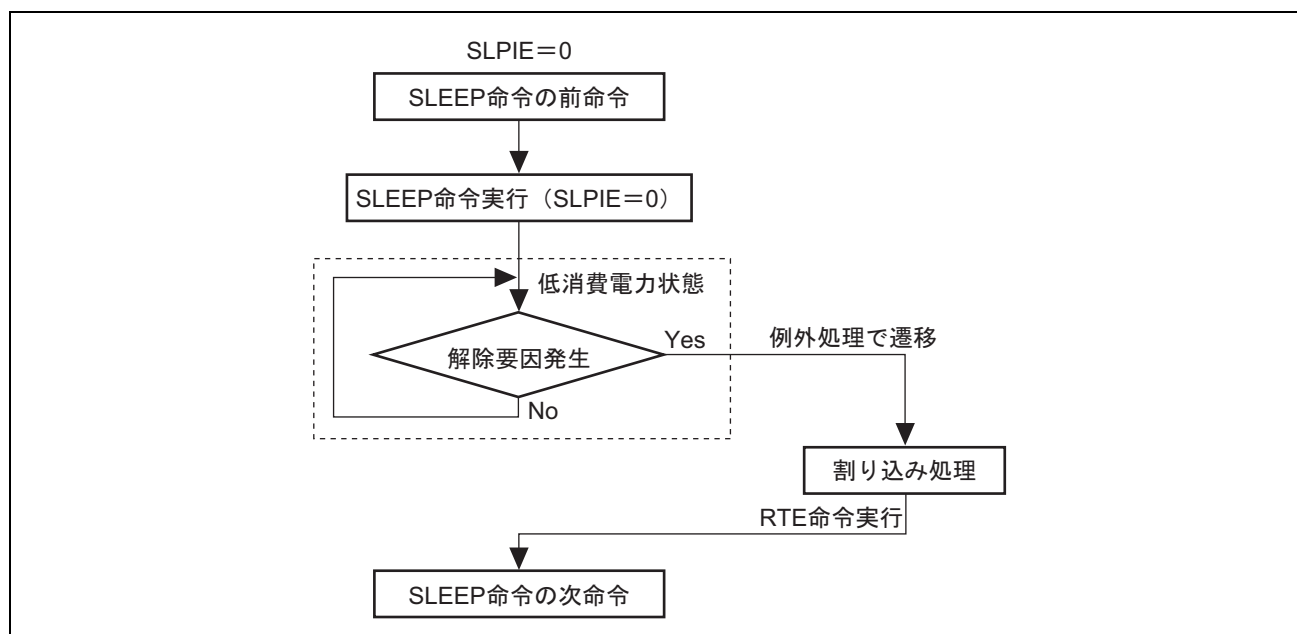 SLPIE=0
SLEEP命令の前命令
SLEEP命令実行（SLPIE=0）
低消費電力状態
解除要因発生
Yes
例外処理で遷移
No
割り込み処理
RTE命令実行
SLEEP命令の次命令